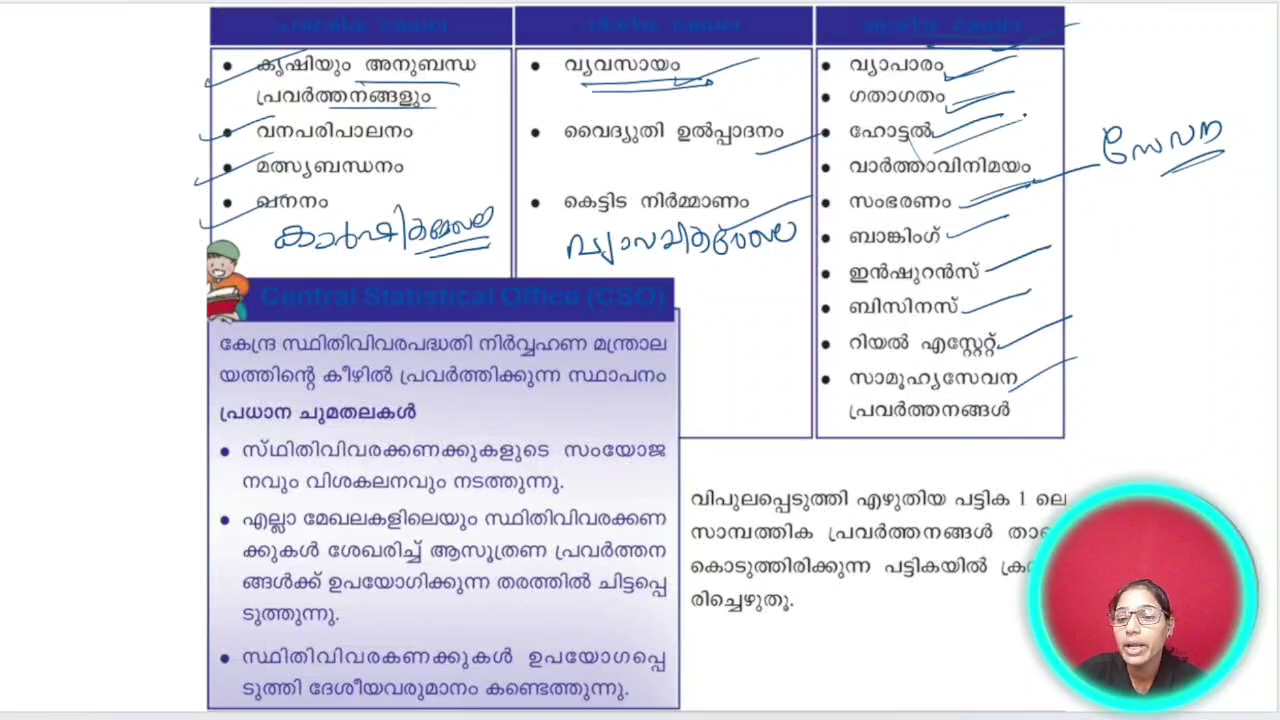 പ്രാഥമിക മേഖല
ദ്വിതീയ മേഖല
തൃതീയ മേഖല
കൃഷിയും അനുബന്ധ
പ്രവർത്തനങ്ങളും
വനപരിപാലനം
മത്സ്യബന്ധനം
ഖനനം
കാർഷികമേഖല
വ്യവസായം
വൈദ്യുതി ഉൽപ്പാദനം
കെട്ടിട നിർമ്മാണം
വ്യാവസായികമേഖല
വ്യാപാരം
ഗതാഗതം
ഹോട്ടൽ
വാർത്താവിനിമയം
സംഭരണം
ബാങ്കിംഗ്
ഇൻഷുറൻസ്
ബിസിനസ്
റിയൽ എസ്റ്റേറ്റ്
സാമൂഹ്യസേവന
പ്രവർത്തനങ്ങൾ
സേവന
Central Statistical Office (CSO)
കേന്ദ്ര സ്ഥിതിവിവരപദ്ധതി നിർവ്വഹണ മന്ത്രാല
യത്തിന്റെ കീഴിൽ പ്രവർത്തിക്കുന്ന സ്ഥാപനം
പ്രധാന ചുമതലകൾ
സ്ഥിതിവിവരക്കണക്കുകളുടെ സംയോജ
നവും വിശകലനവും നടത്തുന്നു.
എല്ലാ മേഖലകളിലെയും സ്ഥിതിവിവരക്കണ
ക്കുകൾ ശേഖരിച്ച് ആസൂത്രണ പ്രവർത്തന
ങ്ങൾക്ക് ഉപയോഗിക്കുന്ന തരത്തിൽ ചിട്ടപ്പെ
ടുത്തുന്നു.
സ്ഥിതിവിവരകണക്കുകൾ ഉപയോഗപ്പെ
ടുത്തി ദേശീയവരുമാനം കണ്ടെത്തുന്നു.
വിപുലപ്പെടുത്തി എഴുതിയ പട്ടിക 1 ലെ
സാമ്പത്തിക പ്രവർത്തനങ്ങൾ
കൊടുത്തിരിക്കുന്ന പട്ടികയിൽ
രിച്ചെഴുതൂ.